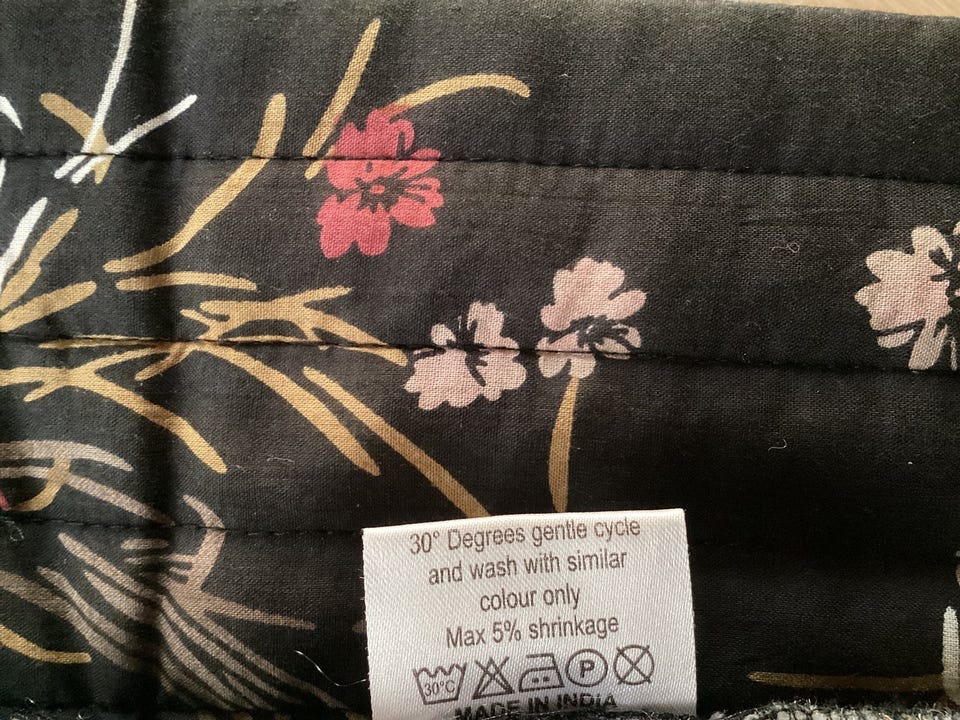 30° Degrees gentle cycle
and wash with similar
colour only
Max 5% shrinkage
30°C P
MADE IN INDIA